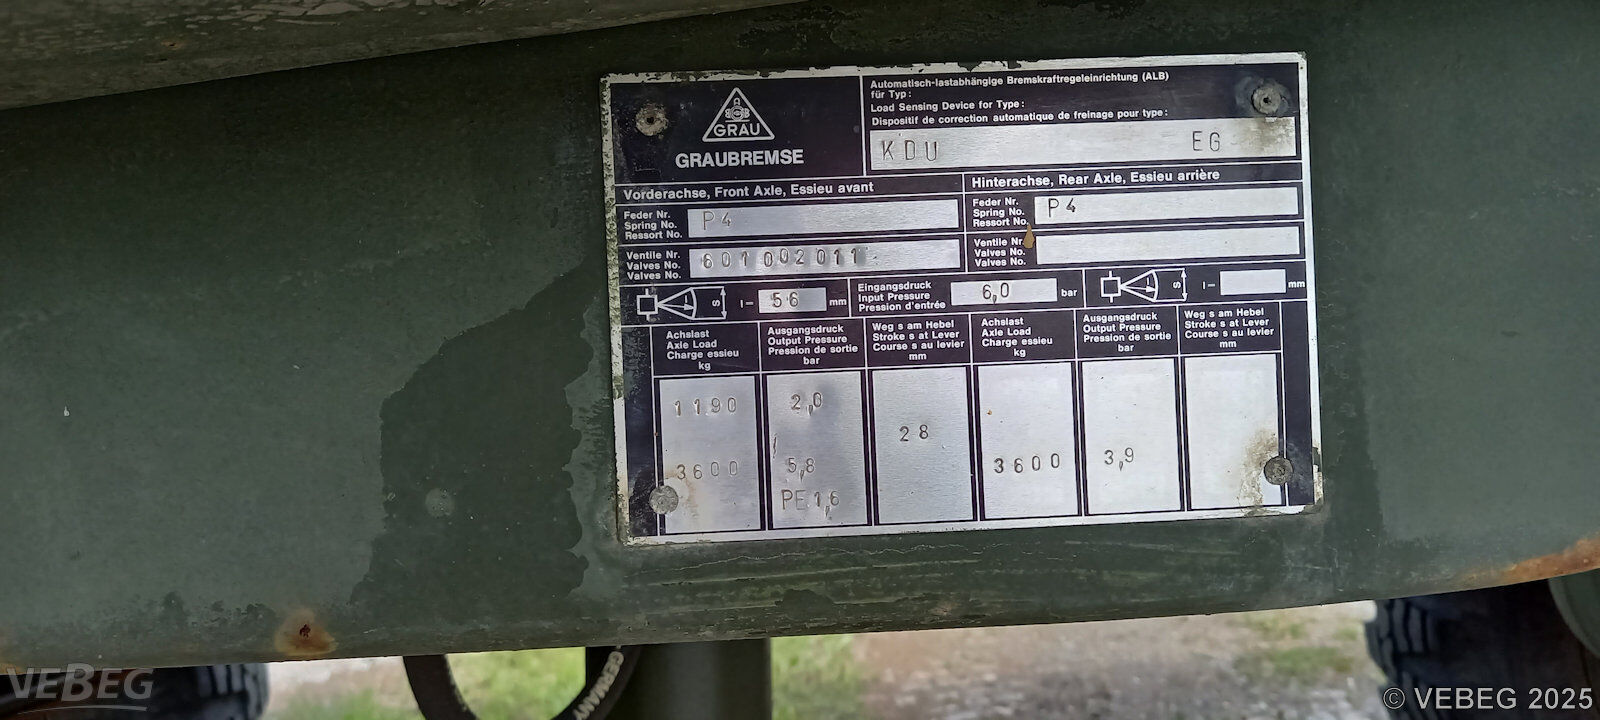 GRAU
GRAUBREMSE
Automatisch-lastabhängige Bremskraftregeleinrichtung (ALB)
für Typ:
Load Sensing Device for Type:
Dispositif de correction automatique de freinage pour type:
KDU EG
Vorderachse, Front Axle, Essieu avant
Feder Nr.
Spring No.
Ressort No.
P4
Ventile Nr.
Valves No.
Valves No.
601002011
Hinterachse, Rear Axle, Essieu arrière
Feder Nr.
Spring No.
Ressort No.
P4
Ventile Nr.
Valves No.
Valves No.
s
l= 56 mm
Eingangsdruck
Input Pressure
Pression d'entrée
6,0 bar
s
l= mm
Achslast
Axle Load
Charge essieu
kg
Ausgangsdruck
Output Pressure
Pression de sortie
bar
Weg s am Hebel
Stroke s at Lever
Course s au levier
mm
Achslast
Axle Load
Charge essieu
kg
Ausgangsdruck
Output Pressure
Pression de sortie
bar
Weg s am Hebel
Stroke s at Lever
Course s au levier
mm
1190 2,0
28
3600 5,8 3600 3,9
PE 1,6
GERMANY
VEBEG
© VEBEG 2025